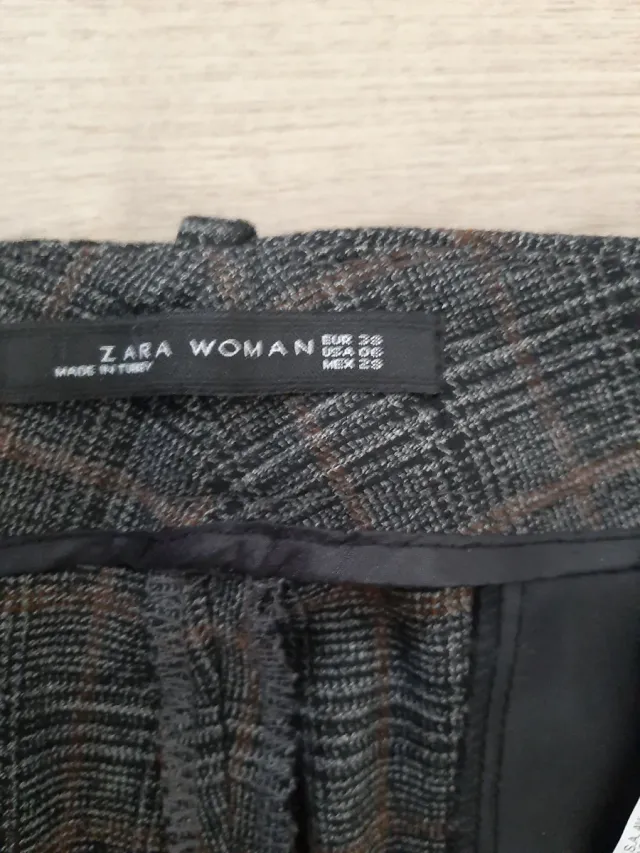 ZARA WOMAN
MADE IN TURKEY
EUR 38
USA 06
MEX 28